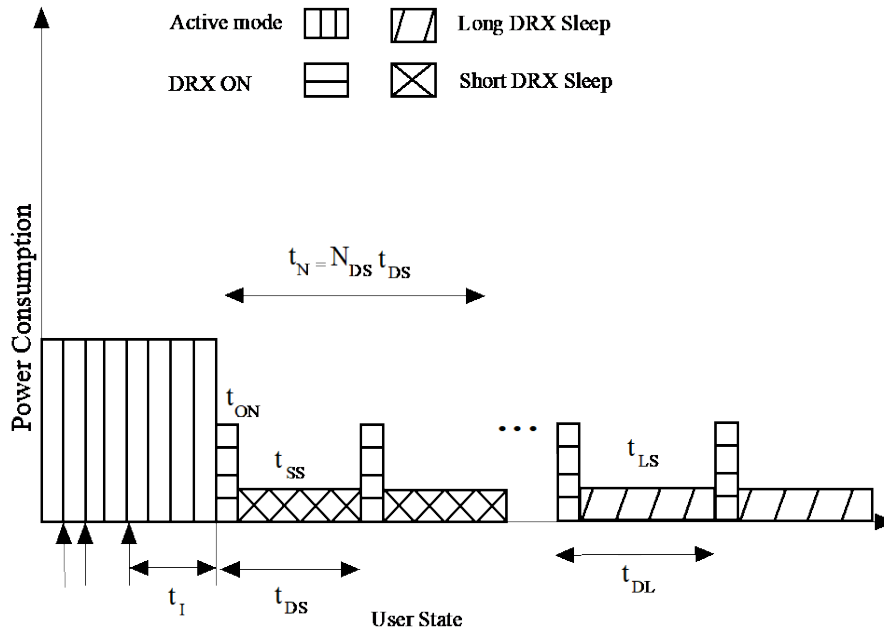 Active mode
Long DRX Sleep
DRX ON
Short DRX Sleep
Power Consumption
t_N = N_DS t_DS
t_ON
t_SS
...
t_LS
t_I
t_DS
t_DL
User State